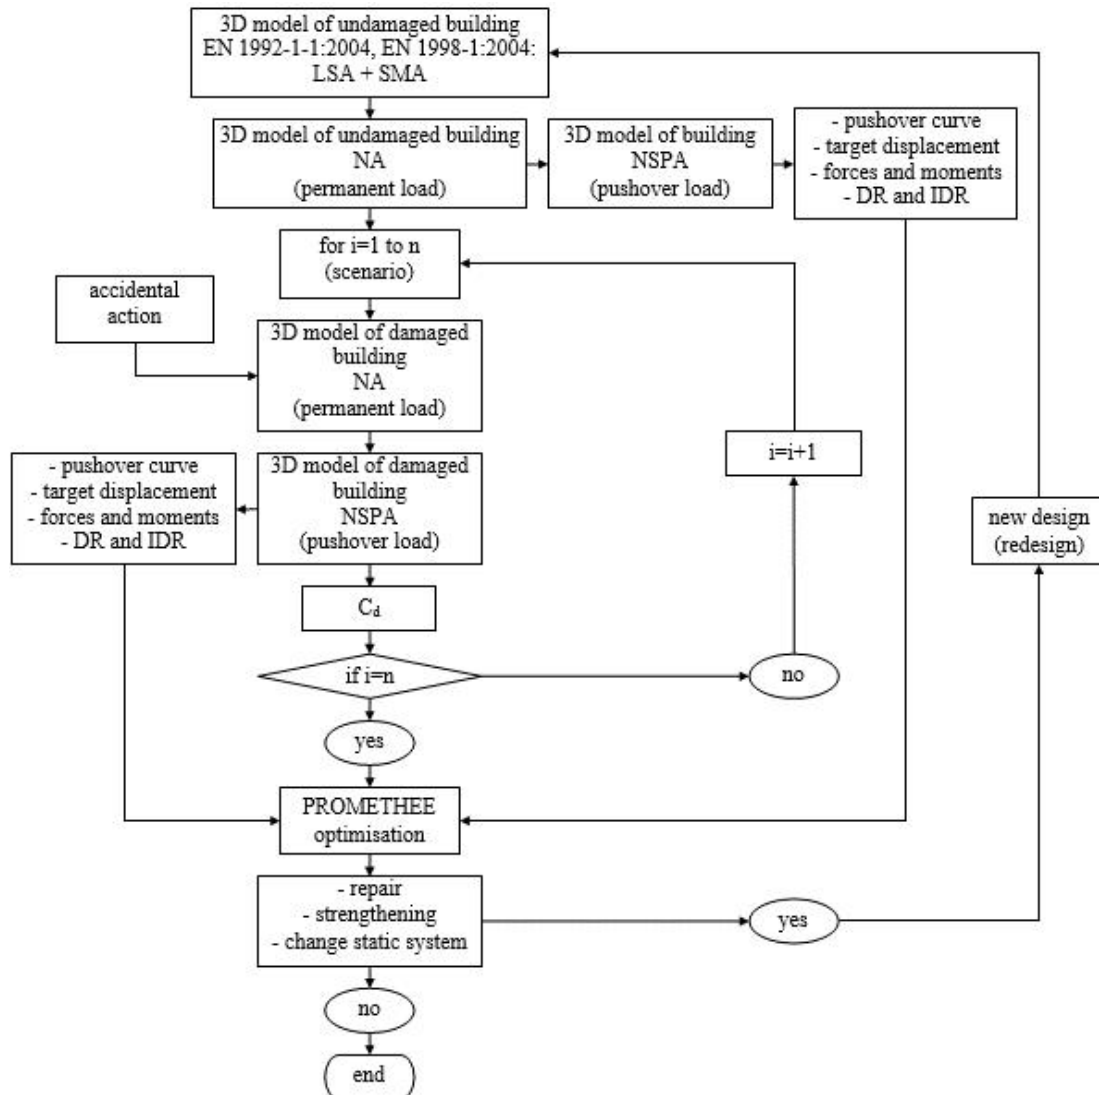 3D model of undamaged building
EN 1992-1-1:2004, EN 1998-1:2004:
LSA + SMA
3D model of undamaged building
NA
(permanent load)
3D model of building
NSPA
(pushover load)
- pushover curve
- target displacement
- forces and moments
- DR and IDR
for i=1 to n
(scenario)
accidental
action
3D model of damaged
building
NA
(permanent load)
i=i+1
- pushover curve
- target displacement
- forces and moments
- DR and IDR
3D model of damaged
building
NSPA
(pushover load)
new design
(redesign)
Cd
if i=n
no
yes
PROMETHEE
optimisation
- repair
- strengthening
- change static system
yes
no
end